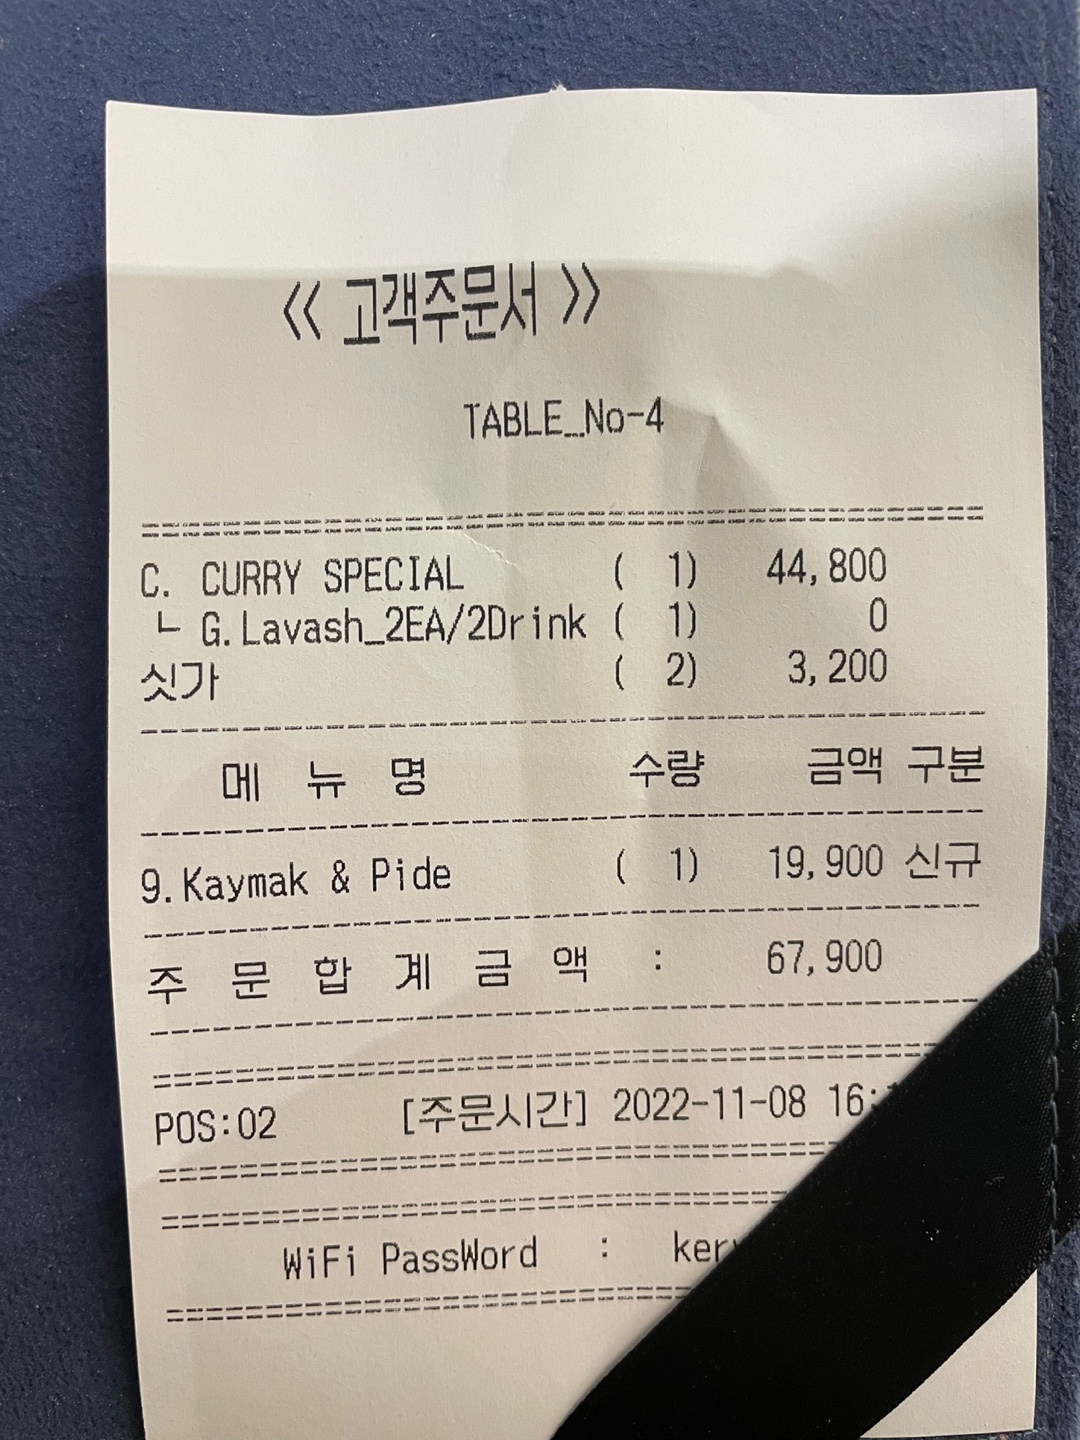 << 고객주문서 >>
TABLE_No-4
C. CURRY SPECIAL ( 1) 44,800
└ G.Lavash_2EA/2Drink ( 1) 0
싯가 ( 2) 3,200
메 뉴 명 수량 금액 구분
9.Kaymak & Pide ( 1) 19,900 신규
주 문 합 계 금 액 : 67,900
POS:02 [주문시간] 2022-11-08 16:
WiFi PassWord :